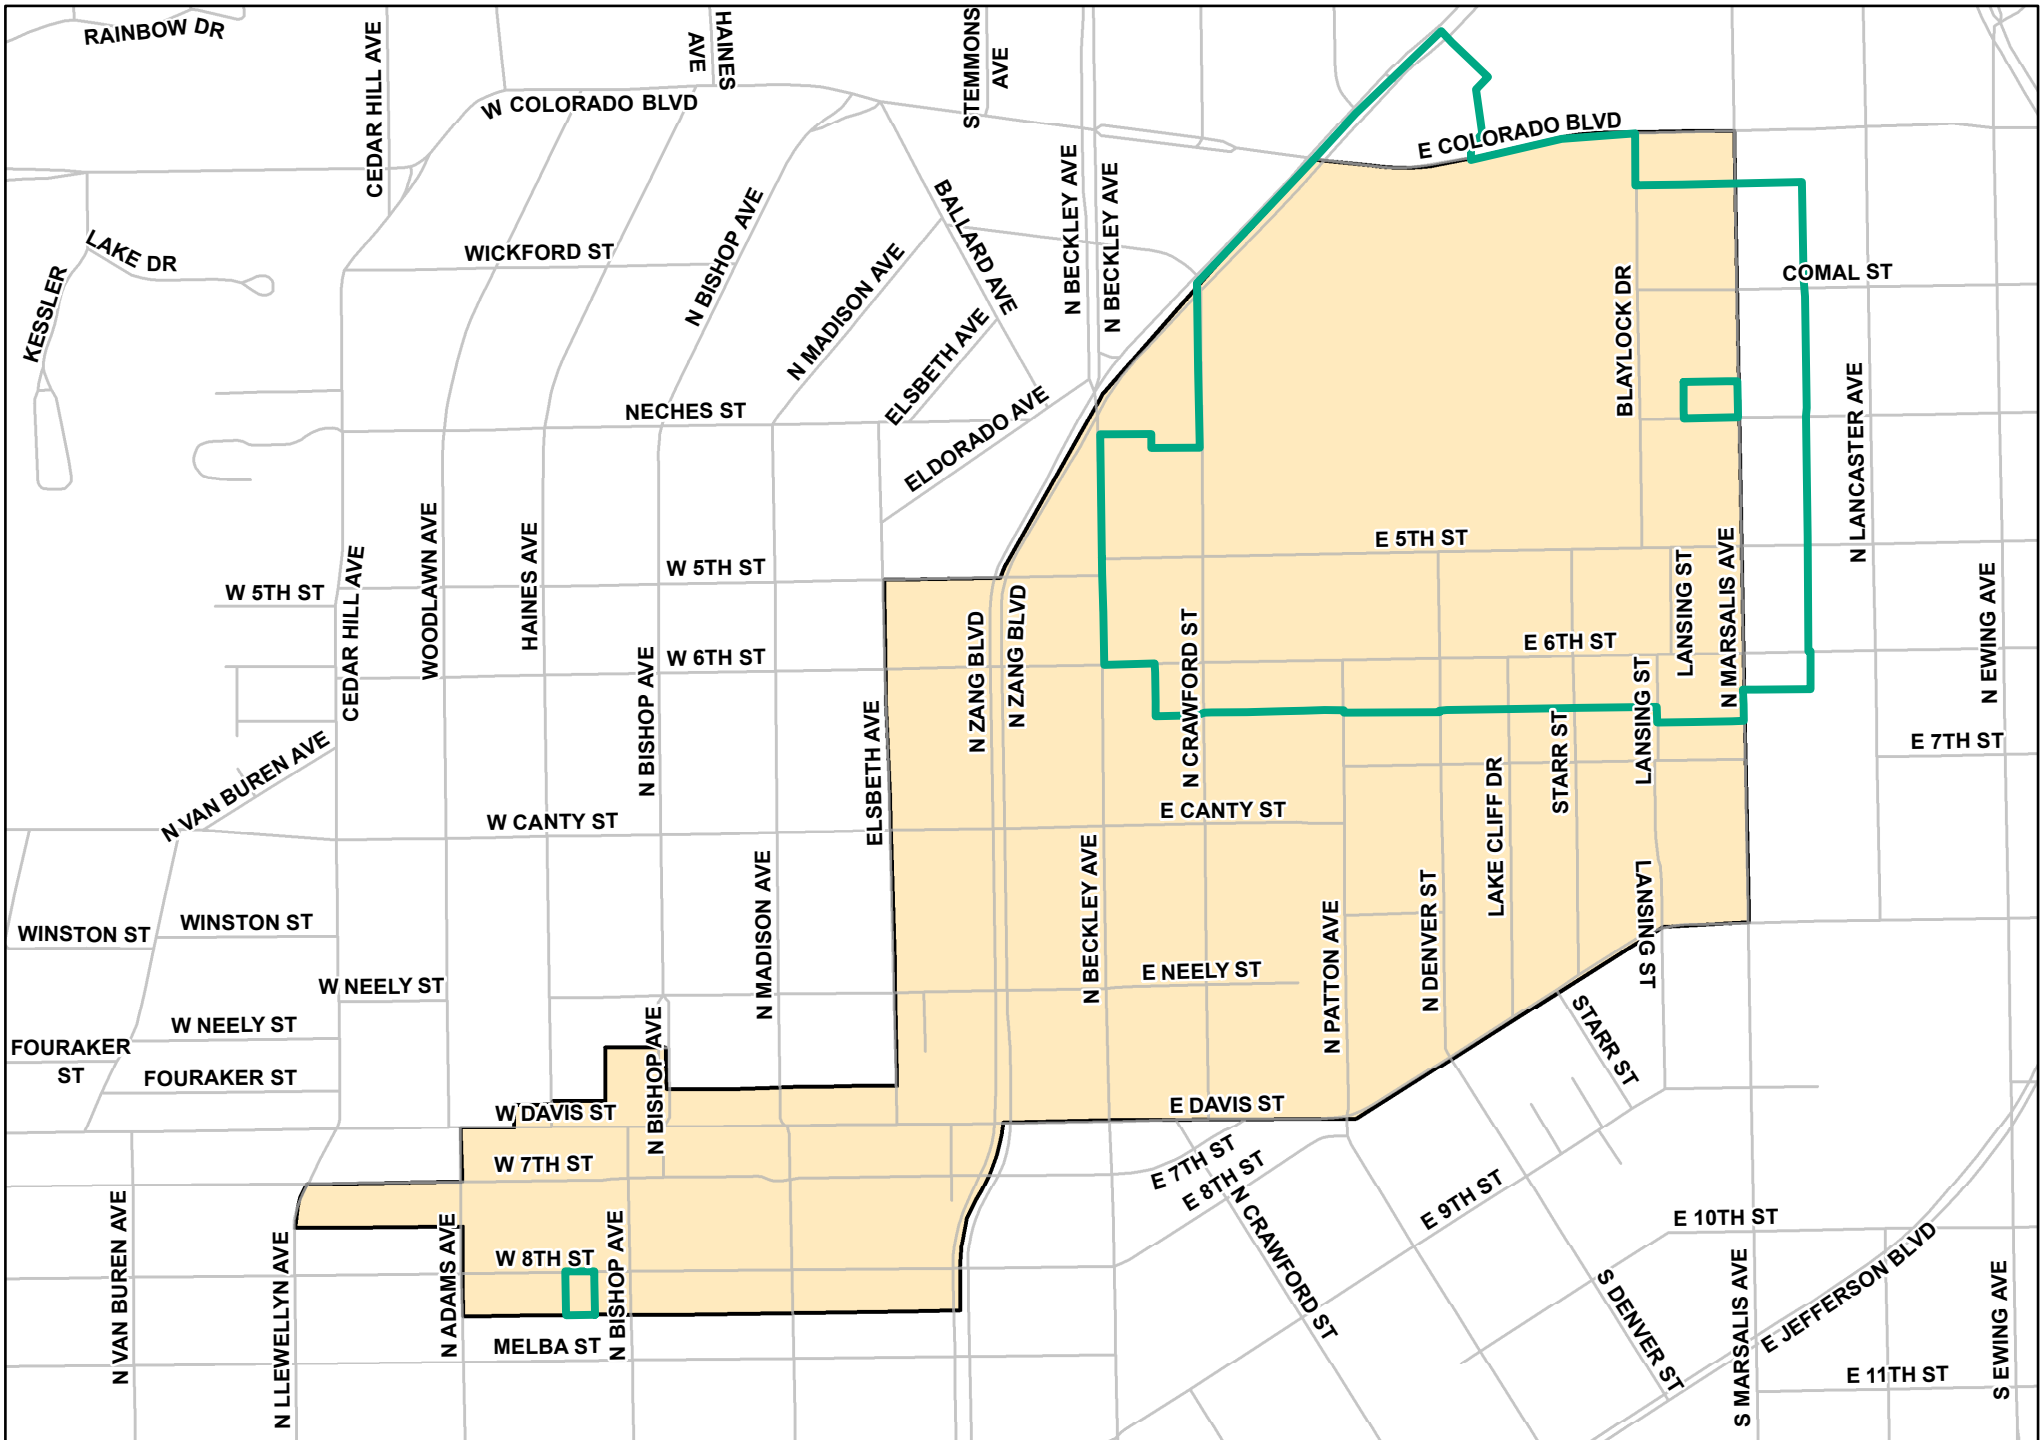 RAINBOW DR
CEDAR HILL AVE
HAINES
AVE
STEMMONS
AVE
W COLORADO BLVD
E COLORADO BLVD
N BECKLEY AVE
N BECKLEY AVE
BALLARD AVE
N BISHOP AVE
LAKE DR
WICKFORD ST
N MADISON AVE
COMAL ST
KESSLER
BLAYLOCK DR
ELSBETH AVE
NECHES ST
ELDORADO AVE
N LANCASTER AVE
WOODLAWN AVE
HAINES AVE
E 5TH ST
W 5TH ST
W 5TH ST
CEDAR HILL AVE
LANSING ST
N MARSALIS AVE
N EWING AVE
N ZANG BLVD
N ZANG BLVD
N CRAWFORD ST
E 6TH ST
W 6TH ST
N BISHOP AVE
LANSING ST
ELSBETH AVE
STARR ST
E 7TH ST
N VAN BUREN AVE
LAKE CLIFF DR
E CANTY ST
W CANTY ST
N MADISON AVE
N BECKLEY AVE
LANSING ST
N DENVER ST
N PATTON AVE
WINSTON ST
WINSTON ST
E NEELY ST
W NEELY ST
W NEELY ST
N BISHOP AVE
STARR ST
FOURAKER
ST
FOURAKER ST
W DAVIS ST
E DAVIS ST
W 7TH ST
E 7TH ST
E 8TH ST
E 9TH ST
N CRAWFORD ST
E 10TH ST
N VAN BUREN AVE
N LLEWELLYN AVE
N ADAMS AVE
W 8TH ST
N BISHOP AVE
MELBA ST
S DENVER ST
S MARSALIS AVE
E JEFFERSON BLVD
E 11TH ST
S EWING AVE